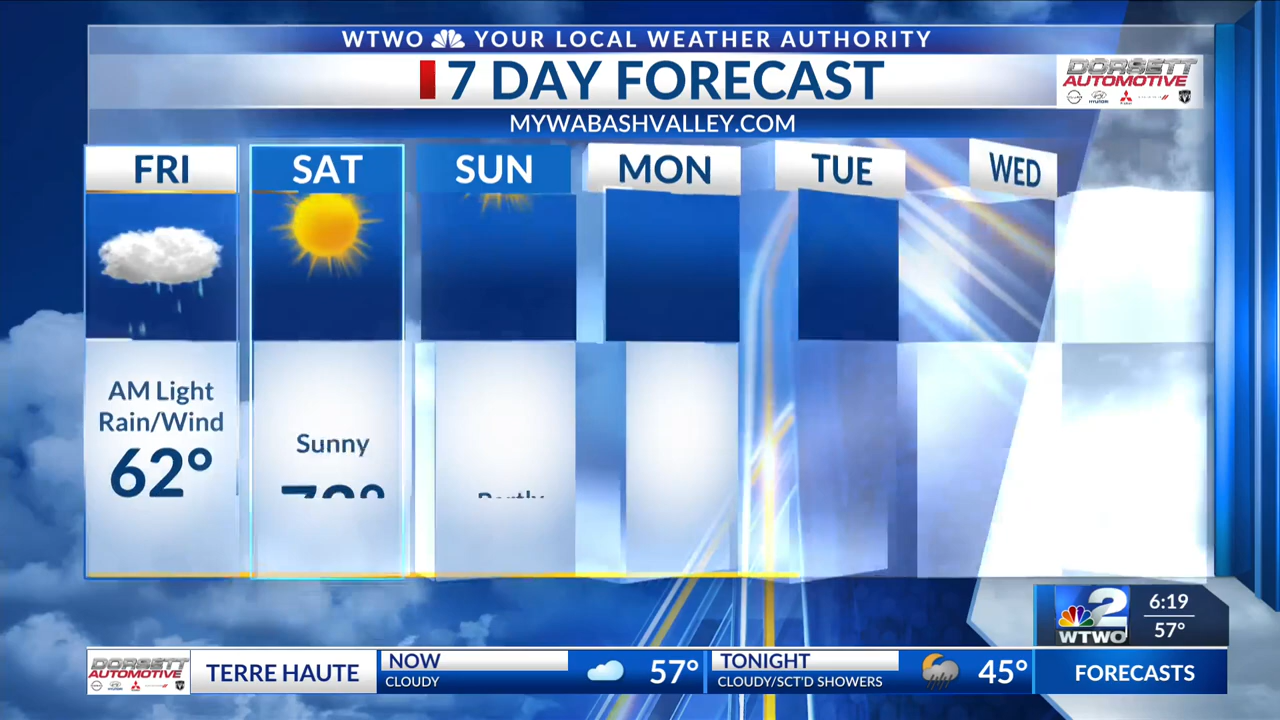 WTWO YOUR LOCAL WEATHER AUTHORITY
7 DAY FORECAST
DORSETT
AUTOMOTIVE
MYWABASHVALLEY.COM
FRI
SAT
SUN
MON
TUE
WED
AM Light
Rain/Wind
62°
Sunny
Partly
2
WTWO
6:19
57°
DORSETT
AUTOMOTIVE
TERRE HAUTE
NOW
CLOUDY
57°
TONIGHT
CLOUDY/SCT'D SHOWERS
45°
FORECASTS